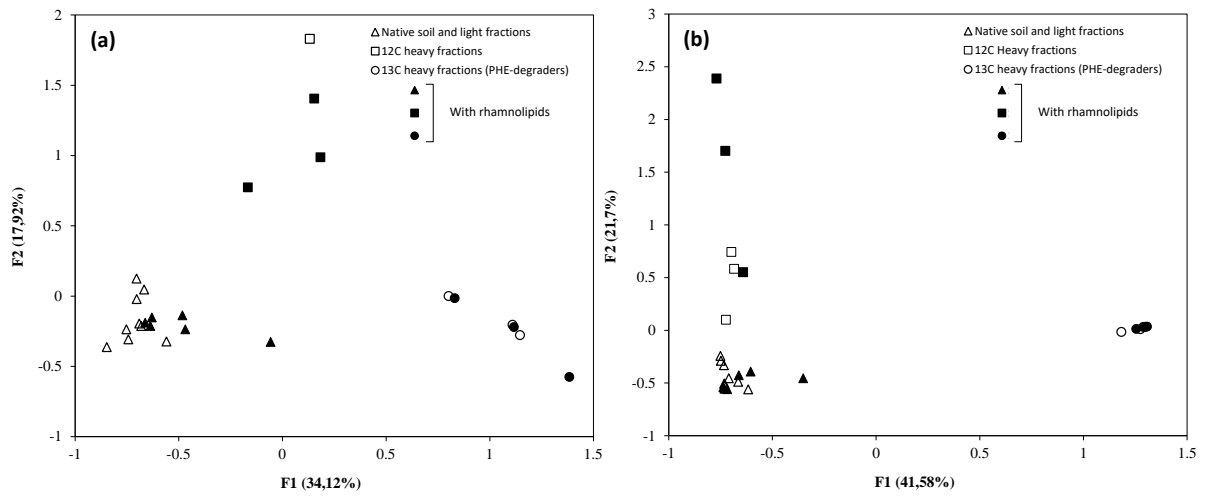 (a)
Native soil and light fractions
12C heavy fractions
13C heavy fractions (PHE-degraders)
With rhamnolipids
2
1.5
1
0.5
0
-0.5
-1
F2 (17,92%)
-1
-0.5
0
0.5
1
1.5
F1 (34,12%)
(b)
Native soil and light fractions
12C Heavy fractions
13C heavy fractions (PHE-degraders)
With rhamnolipids
3
2.5
2
1.5
1
0.5
0
-0.5
-1
F2 (21,7%)
-1
-0.5
0
0.5
1
1.5
F1 (41,58%)